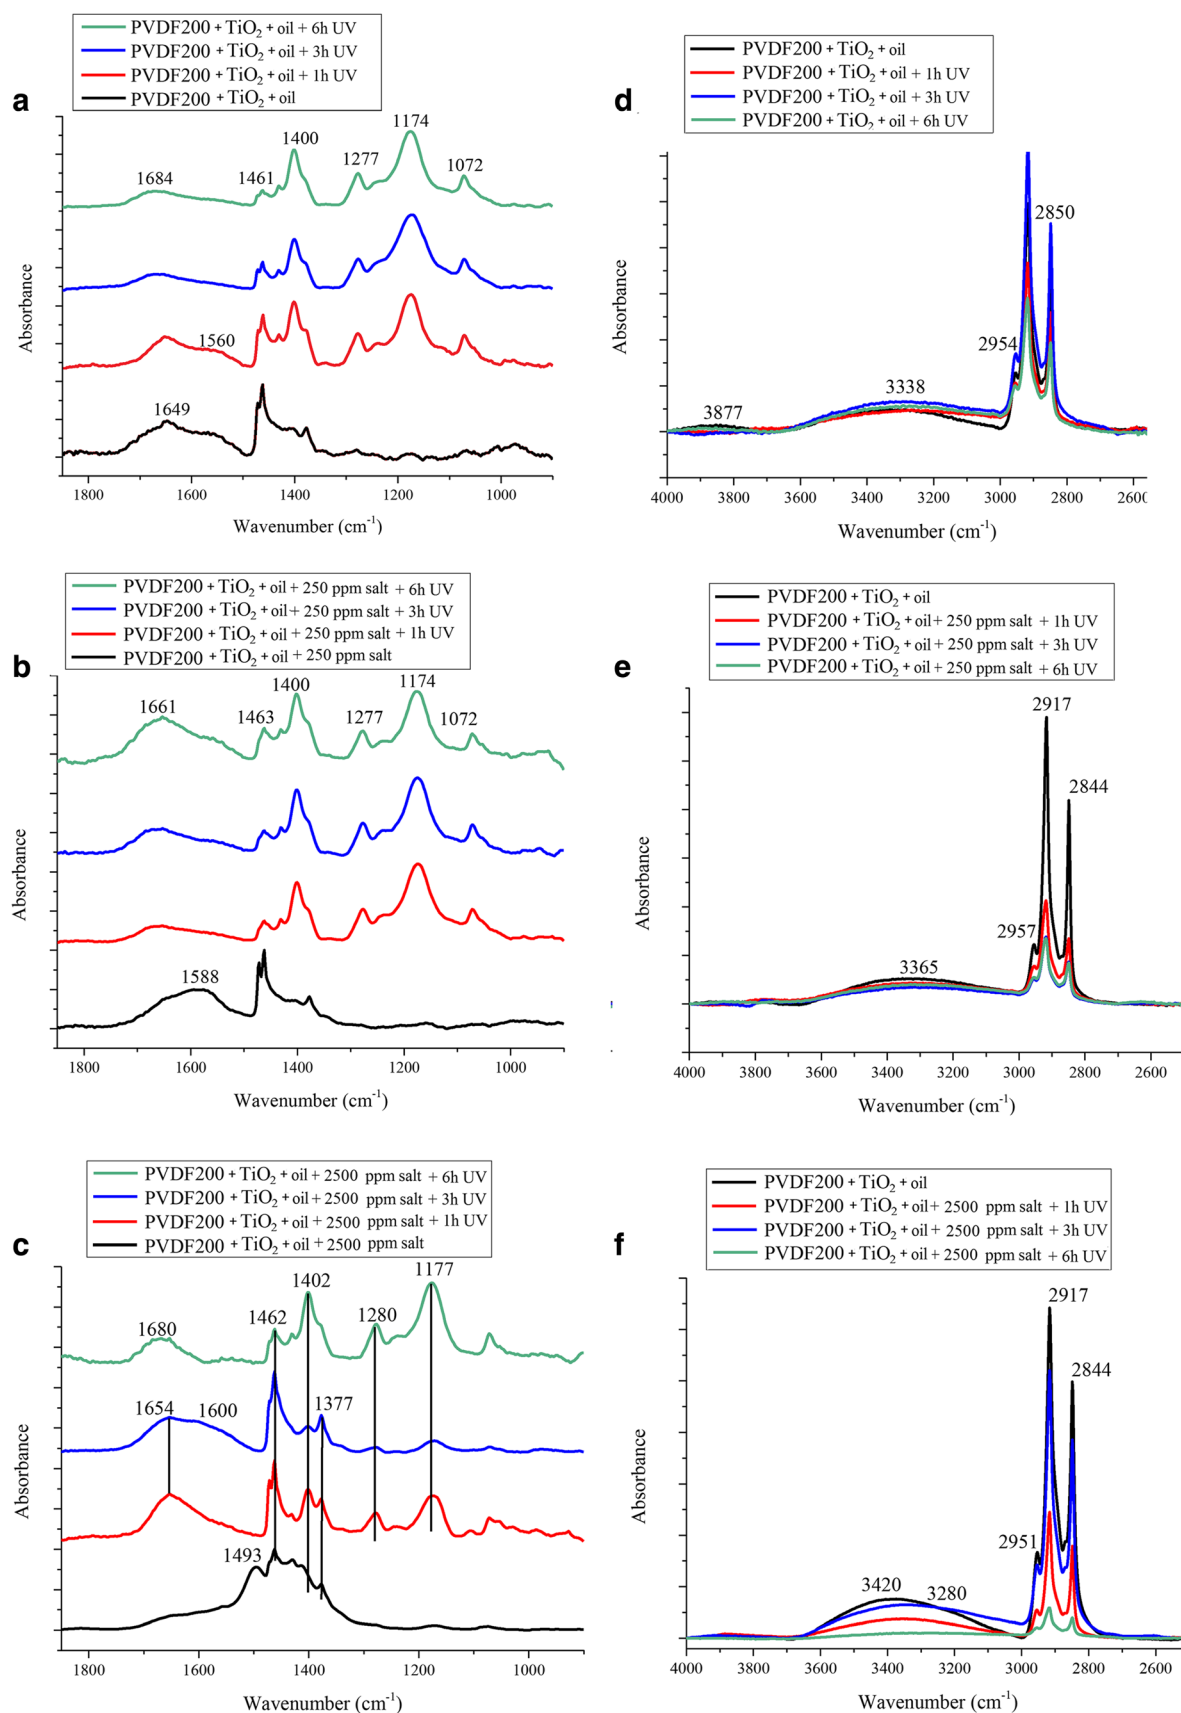 a
PVDF200 + TiO2 + oil + 6h UV
PVDF200 + TiO2 + oil + 3h UV
PVDF200 + TiO2 + oil + 1h UV
PVDF200 + TiO2 + oil
1684
1461
1400
1277
1174
1072
1560
1649
Absorbance
1800 1600 1400 1200 1000
Wavenumber (cm-1)
d
PVDF200 + TiO2 + oil
PVDF200 + TiO2 + oil + 1h UV
PVDF200 + TiO2 + oil + 3h UV
PVDF200 + TiO2 + oil + 6h UV
2850
2954
3338
3877
Absorbance
4000 3800 3600 3400 3200 3000 2800 2600
Wavenumber (cm-1)
b
PVDF200 + TiO2 + oil + 250 ppm salt + 6h UV
PVDF200 + TiO2 + oil + 250 ppm salt + 3h UV
PVDF200 + TiO2 + oil + 250 ppm salt + 1h UV
PVDF200 + TiO2 + oil + 250 ppm salt
1661
1463
1400
1277
1174
1072
1588
Absorbance
1800 1600 1400 1200 1000
Wavenumber (cm-1)
e
PVDF200 + TiO2 + oil
PVDF200 + TiO2 + oil + 250 ppm salt + 1h UV
PVDF200 + TiO2 + oil + 250 ppm salt + 3h UV
PVDF200 + TiO2 + oil + 250 ppm salt + 6h UV
2917
2844
2957
3365
Absorbance
4000 3800 3600 3400 3200 3000 2800 2600
Wavenumber (cm-1)
c
PVDF200 + TiO2 + oil + 2500 ppm salt + 6h UV
PVDF200 + TiO2 + oil + 2500 ppm salt + 3h UV
PVDF200 + TiO2 + oil + 2500 ppm salt + 1h UV
PVDF200 + TiO2 + oil + 2500 ppm salt
1680
1462
1402
1280
1177
1654
1600
1377
1493
Absorbance
1800 1600 1400 1200 1000
Wavenumber (cm-1)
f
PVDF200 + TiO2 + oil
PVDF200 + TiO2 + oil + 2500 ppm salt + 1h UV
PVDF200 + TiO2 + oil + 2500 ppm salt + 3h UV
PVDF200 + TiO2 + oil + 2500 ppm salt + 6h UV
2917
2844
2951
3420
3280
Absorbance
4000 3800 3600 3400 3200 3000 2800 2600
Wavenumber (cm-1)